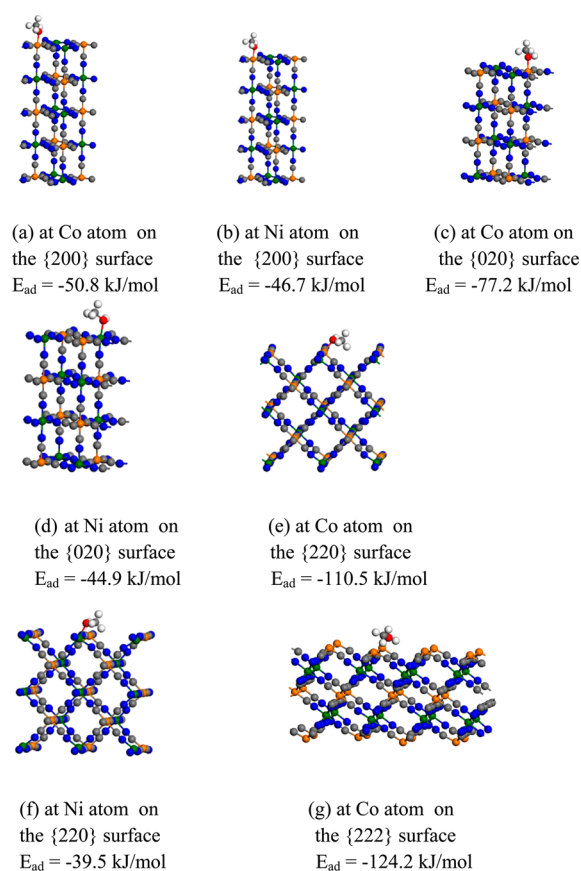 (a) at Co atom on
the {200} surface
Ead = -50.8 kJ/mol
(b) at Ni atom on
the {200} surface
Ead = -46.7 kJ/mol
(c) at Co atom on
the {020} surface
Ead = -77.2 kJ/mol
(d) at Ni atom on
the {020} surface
Ead = -44.9 kJ/mol
(e) at Co atom on
the {220} surface
Ead = -110.5 kJ/mol
(f) at Ni atom on
the {220} surface
Ead = -39.5 kJ/mol
(g) at Co atom on
the {222} surface
Ead = -124.2 kJ/mol